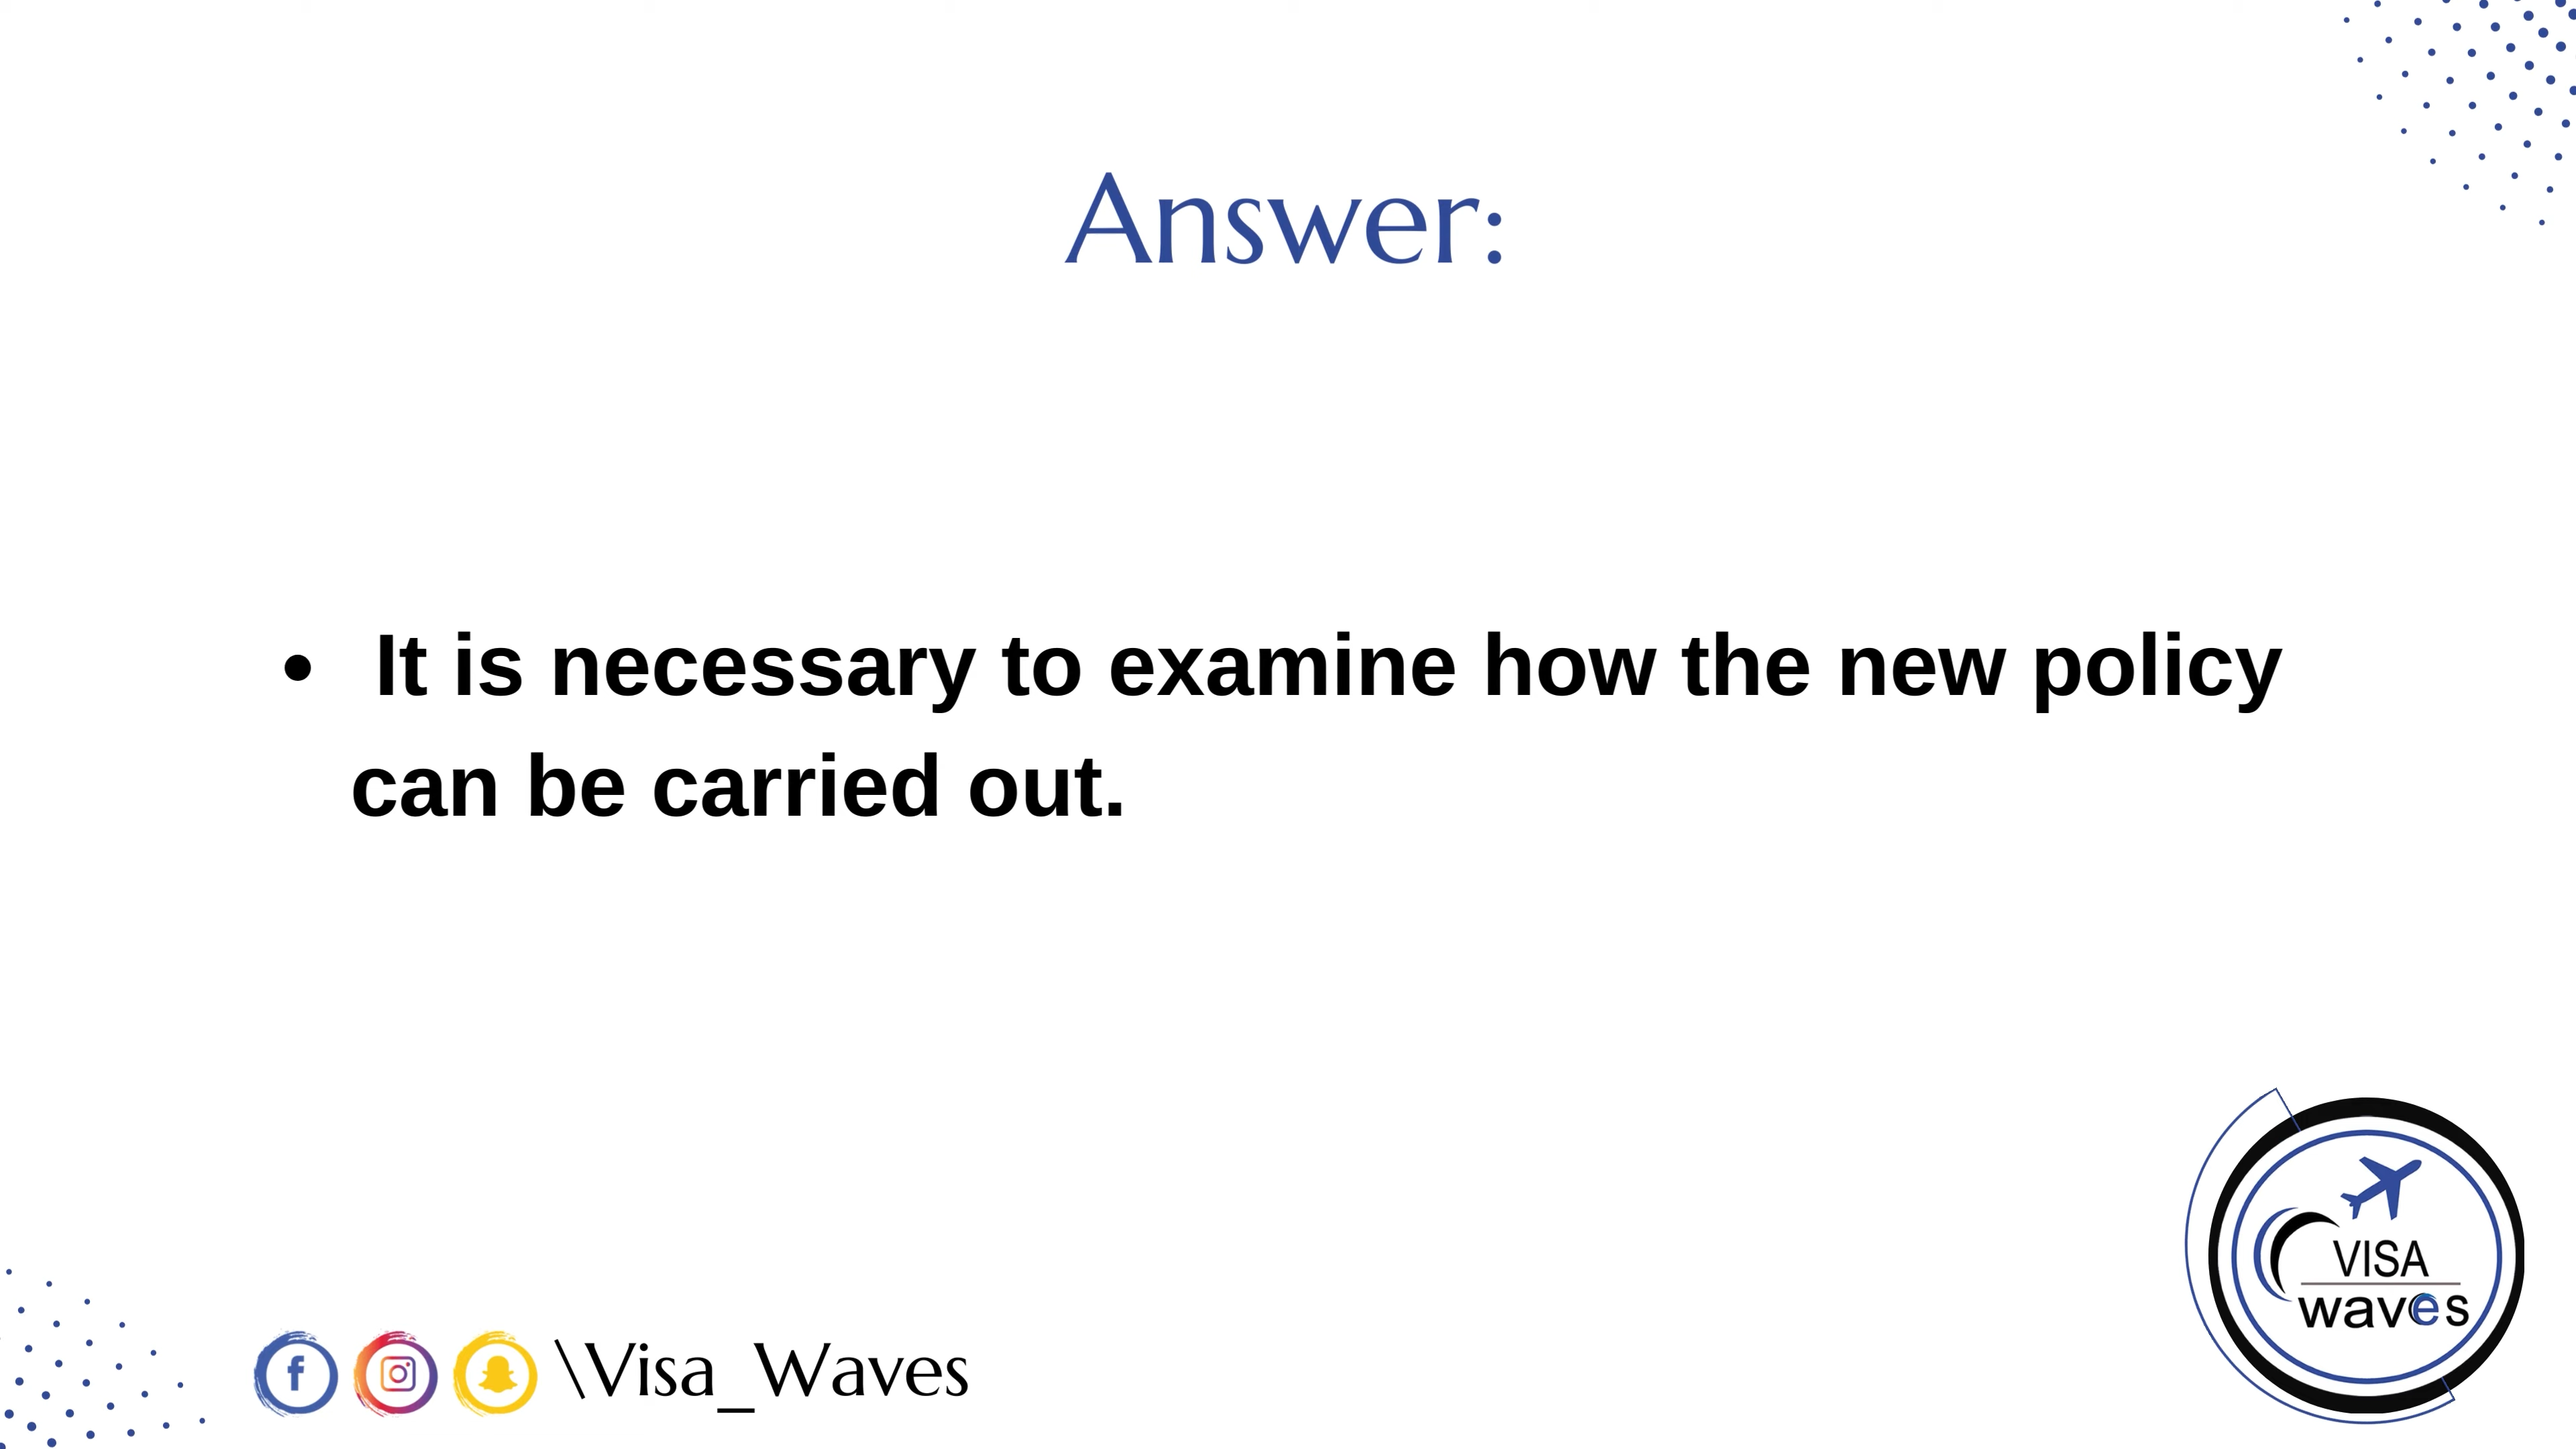 Answer:
• It is necessary to examine how the new policy
can be carried out.
VISA
waves
\Visa_Waves